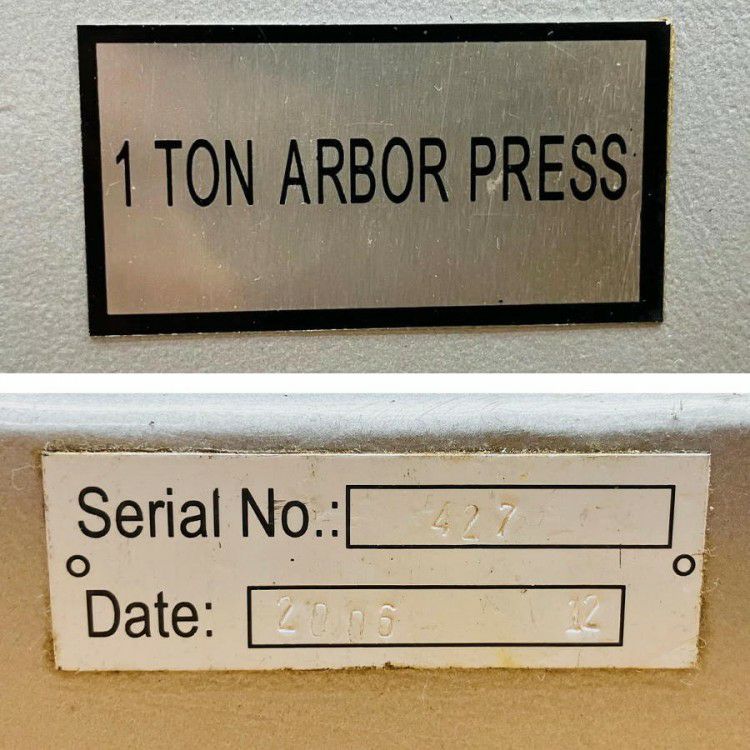 1 TON ARBOR PRESS
Serial No.: 427
Date: 2006 12